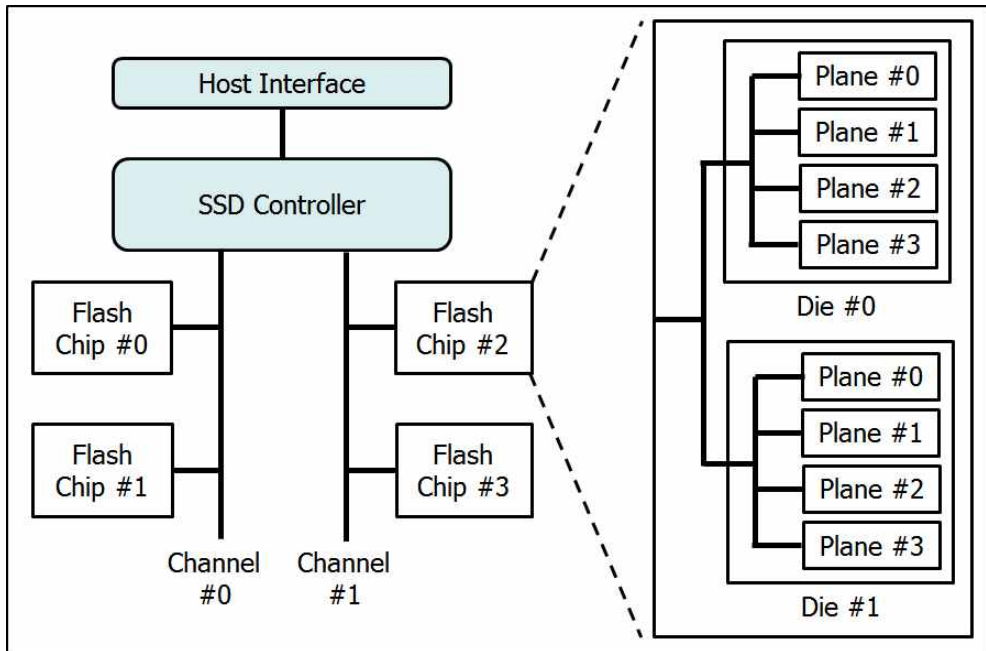 Host Interface
SSD Controller
Flash
Chip #0
Flash
Chip #1
Flash
Chip #2
Flash
Chip #3
Channel
#0
Channel
#1
Plane #0
Plane #1
Plane #2
Plane #3
Die #0
Plane #0
Plane #1
Plane #2
Plane #3
Die #1